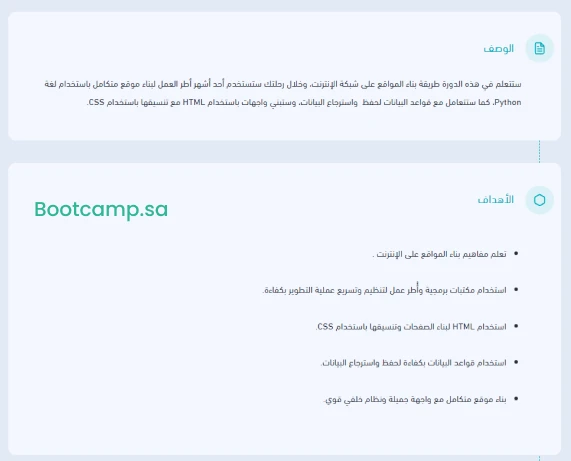 الوصف
ستتعلم في هذه الدورة طريقة بناء المواقع على شبكة الإنترنت، وخلال رحلتك ستستخدم أحد أشهر أطر العمل لبناء موقع متكامل باستخدام لغة
Python، كما ستتعامل مع قواعد البيانات لحفظ واسترجاع البيانات، وستبني واجهات باستخدام HTML مع تنسيقها باستخدام CSS.
الأهداف
Bootcamp.sa
تعلم مفاهيم بناء المواقع على الإنترنت .
استخدام مكتبات برمجية وأُطر عمل لتنظيم وتسريع عملية التطوير بكفاءة.
استخدام HTML لبناء الصفحات وتنسيقها باستخدام CSS.
استخدام قواعد البيانات بكفاءة لحفظ واسترجاع البيانات.
بناء موقع متكامل مع واجهة جميلة ونظام خلفي قوي.